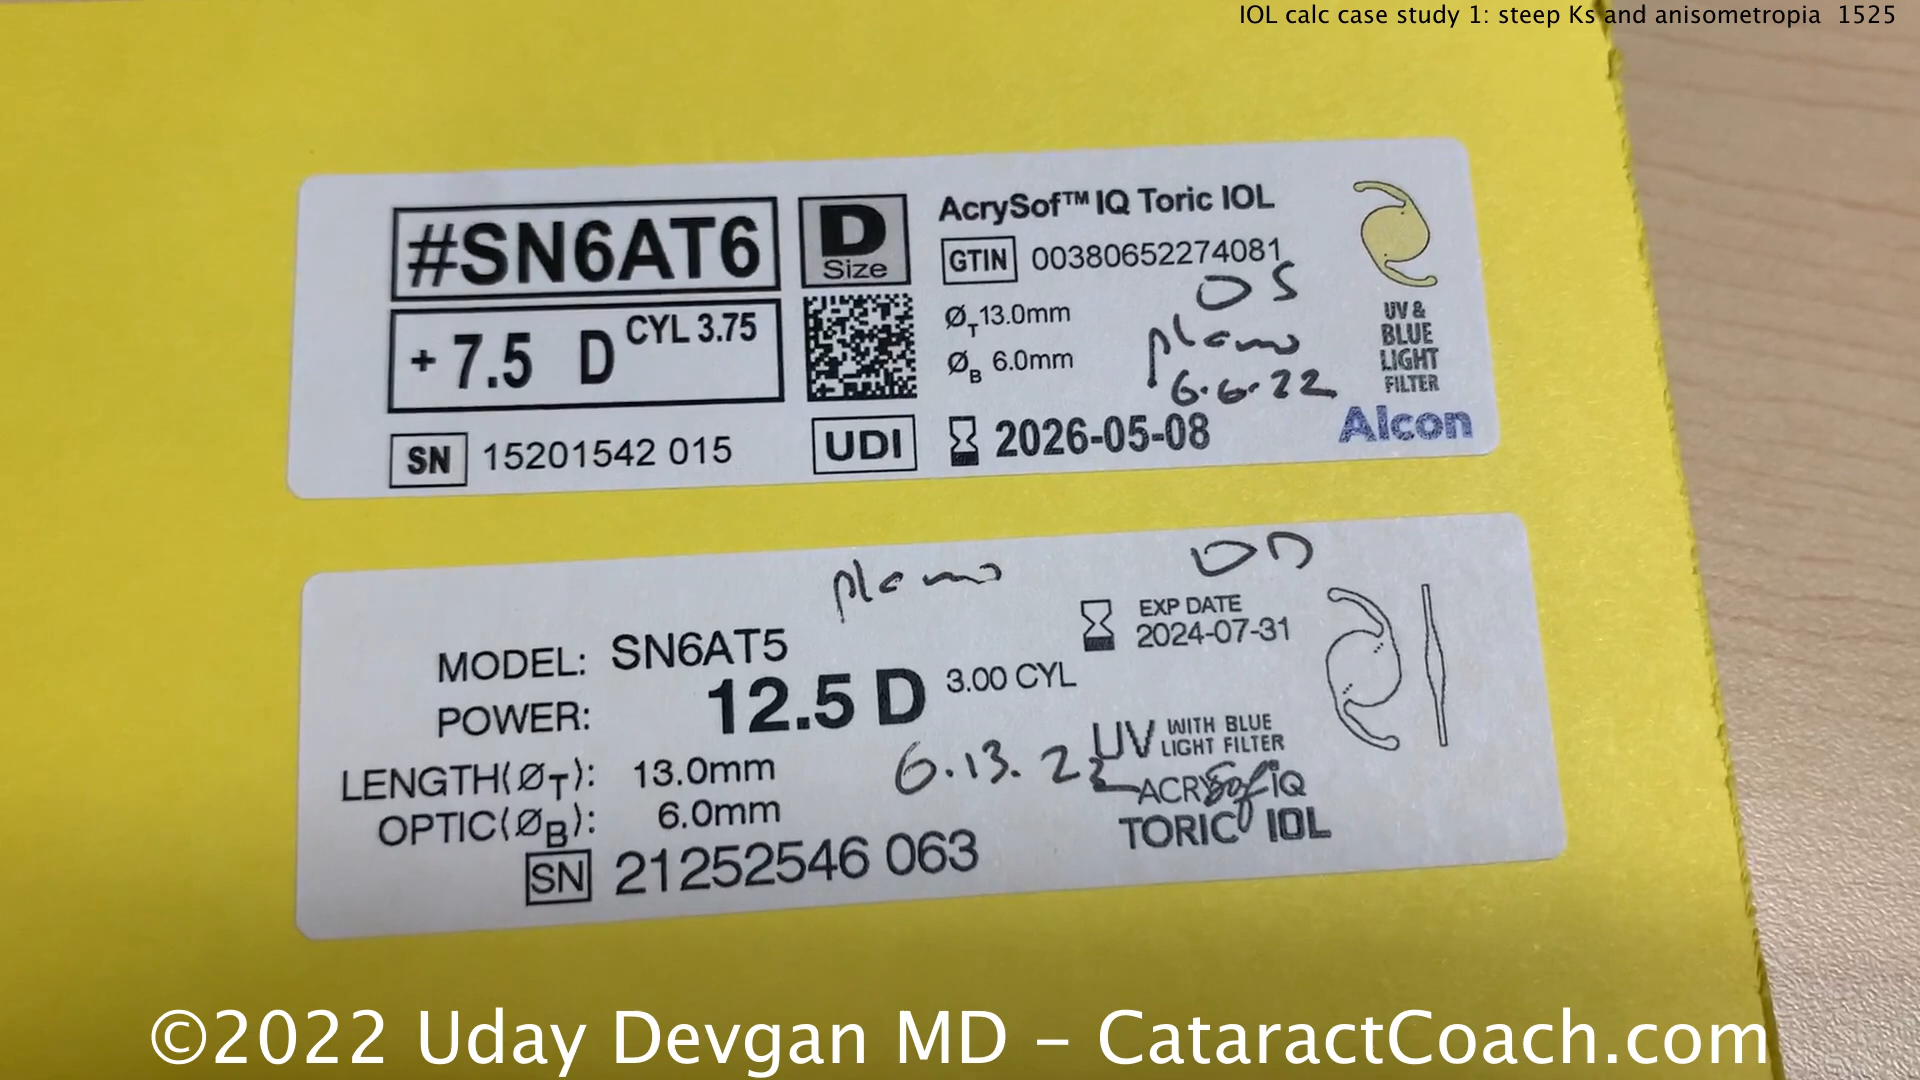 IOL calc case study 1: steep Ks and anisometropia 1525
#SN6AT6
D
Size
AcrySof™ IQ Toric IOL
GTIN 00380652274081
OS
+ 7.5 D CYL 3.75
ØT 13.0mm
plano
ØB 6.0mm
6.6.22
UV &
BLUE
LIGHT
FILTER
Alcon
SN 15201542 015
UDI
2026-05-08
plano
OD
EXP DATE
2024-07-31
MODEL: SN6AT5
POWER: 12.5 D 3.00 CYL
UV WITH BLUE
LIGHT FILTER
LENGTH(ØT): 13.0mm
6.13.22
ACRYSof iQ
OPTIC(ØB): 6.0mm
TORIC IOL
SN 21252546 063
©2022 Uday Devgan MD – CataractCoach.com